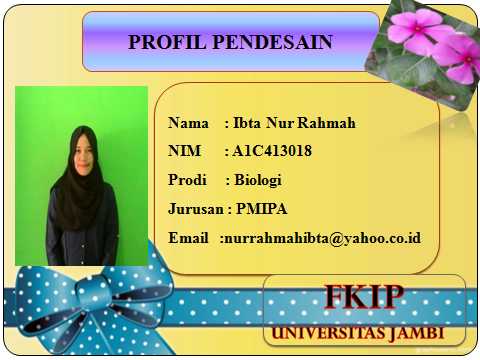 PROFIL PENDESAIN
Nama : Ibta Nur Rahmah
NIM : A1C413018
Prodi : Biologi
Jurusan : PMIPA
Email :nurrahmahibta@yahoo.co.id
FKIP
UNIVERSITAS JAMBI